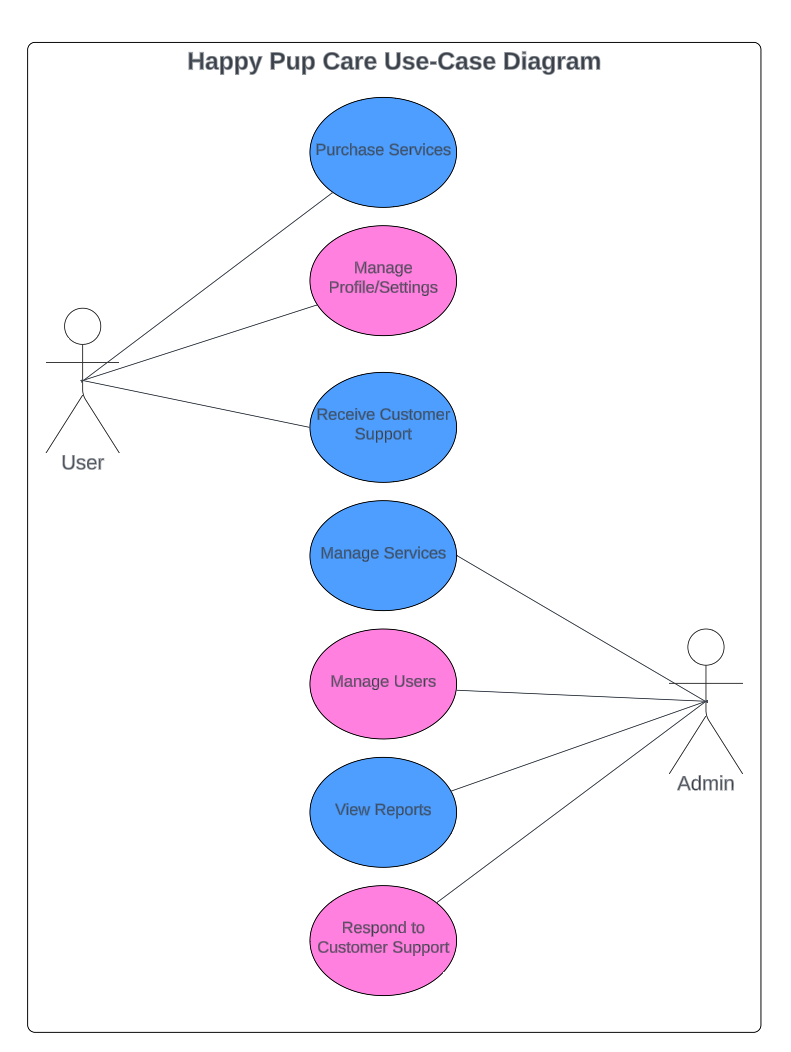 Happy Pup Care Use-Case Diagram
Purchase Services
Manage
Profile/Settings
Receive Customer
Support
User
Manage Services
Manage Users
Admin
View Reports
Respond to
Customer Support